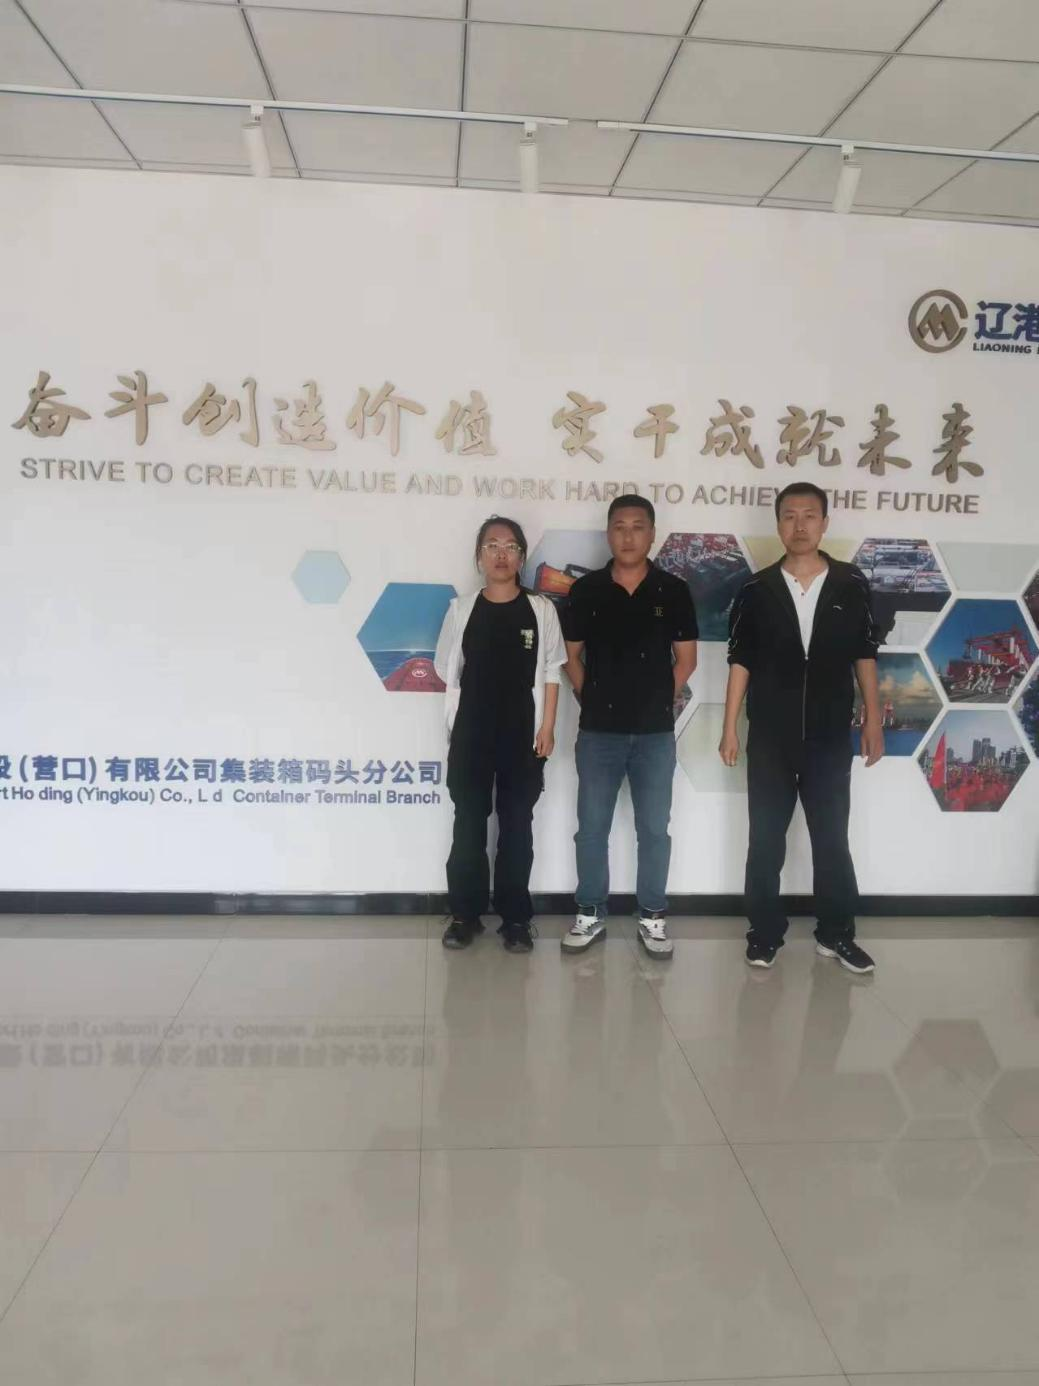 辽港
LIAONING
奋斗创造价值 实干成就未来
STRIVE TO CREATE VALUE AND WORK HARD TO ACHIEV THE FUTURE
(营口)有限公司集装箱码头分公司
rt Ho ding (Yingkou) Co., L d Container Terminal Branch